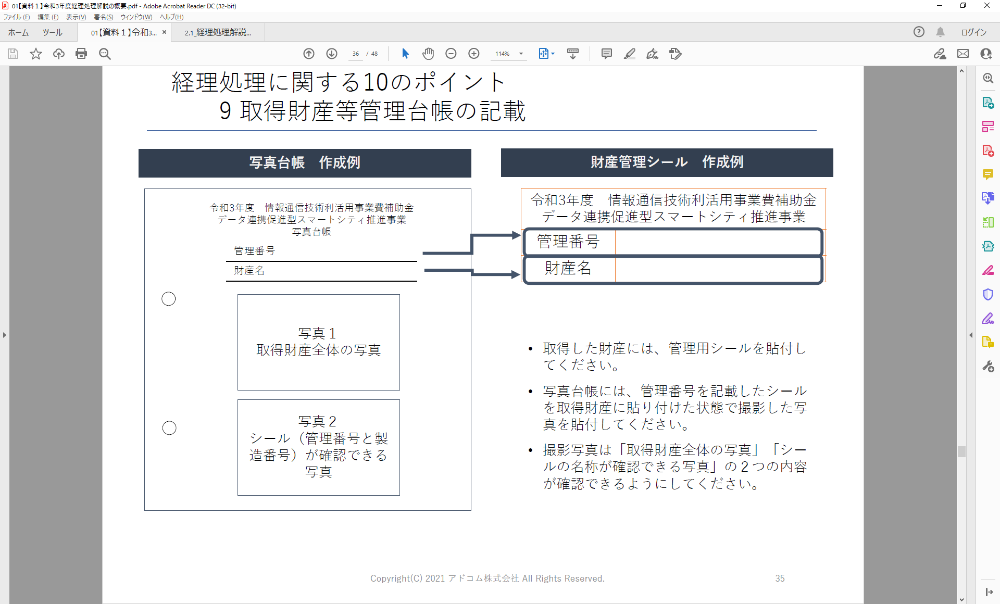 01【資料１】令和3年度経理処理解説の概要.pdf - Adobe Acrobat Reader DC (32-bit)
ファイル(F) 編集(E) 表示(V) 署名(S) ウィンドウ(W) ヘルプ(H)
ホーム ツール 01【資料１】令和3... × 2.1_経理処理解説... ログイン
36 / 48 114%
経理処理に関する10のポイント
9 取得財産等管理台帳の記載
写真台帳　作成例
令和3年度　情報通信技術利活用事業費補助金
データ連携促進型スマートシティ推進事業
写真台帳
管理番号
財産名
写真１
取得財産全体の写真
写真２
シール（管理番号と製
造番号）が確認できる
写真
財産管理シール　作成例
令和3年度　情報通信技術利活用事業費補助金
データ連携促進型スマートシティ推進事業
管理番号
財産名
• 取得した財産には、管理用シールを貼付し
てください。
• 写真台帳には、管理番号を記載したシール
を取得財産に貼り付けた状態で撮影した写
真を貼付してください。
• 撮影写真は「取得財産全体の写真」「シー
ルの名称が確認できる写真」の２つの内容
が確認できるようにしてください。
Copyright(C) 2021 アドコム株式会社 All Rights Reserved.
35